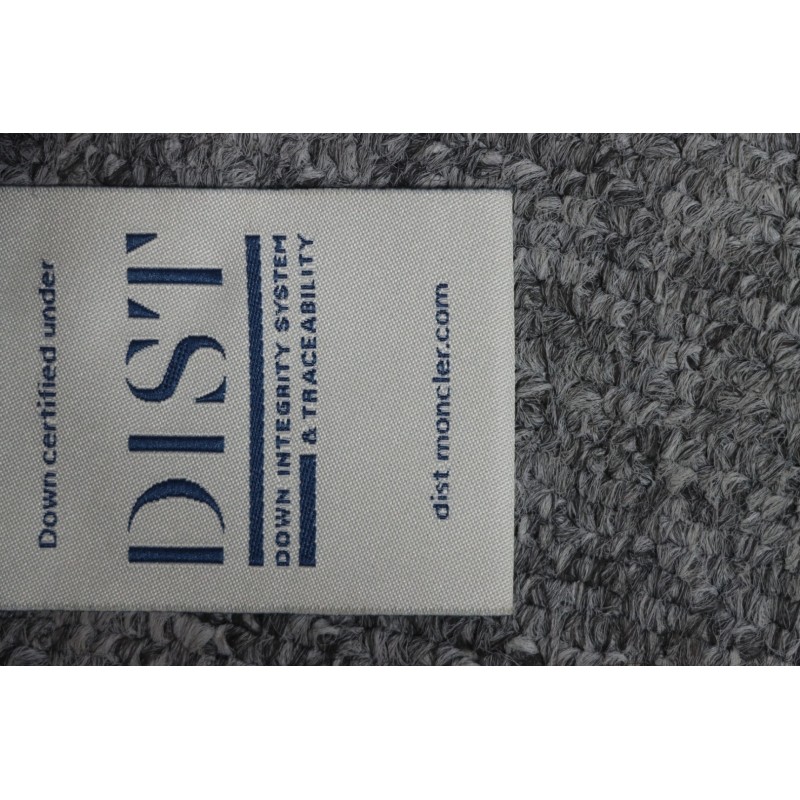 Down certified under
DIST
DOWN INTEGRITY SYSTEM
& TRACEABILITY
dist moncler.com